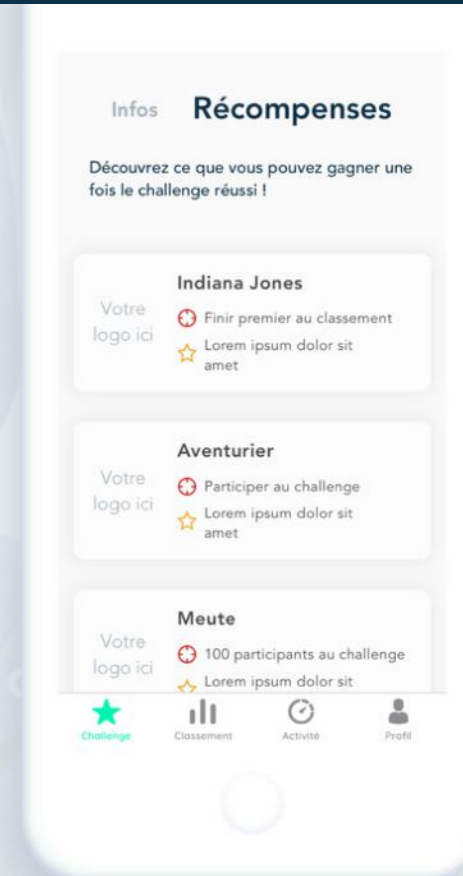 Infos Récompenses
Découvrez ce que vous pouvez gagner une
fois le challenge réussi !
Votre
logo ici
Indiana Jones
Finir premier au classement
Lorem ipsum dolor sit
amet
Votre
logo ici
Aventurier
Participer au challenge
Lorem ipsum dolor sit
amet
Votre
logo ici
Meute
100 participants au challenge
Lorem ipsum dolor sit
Challenge Classement Activité Profil